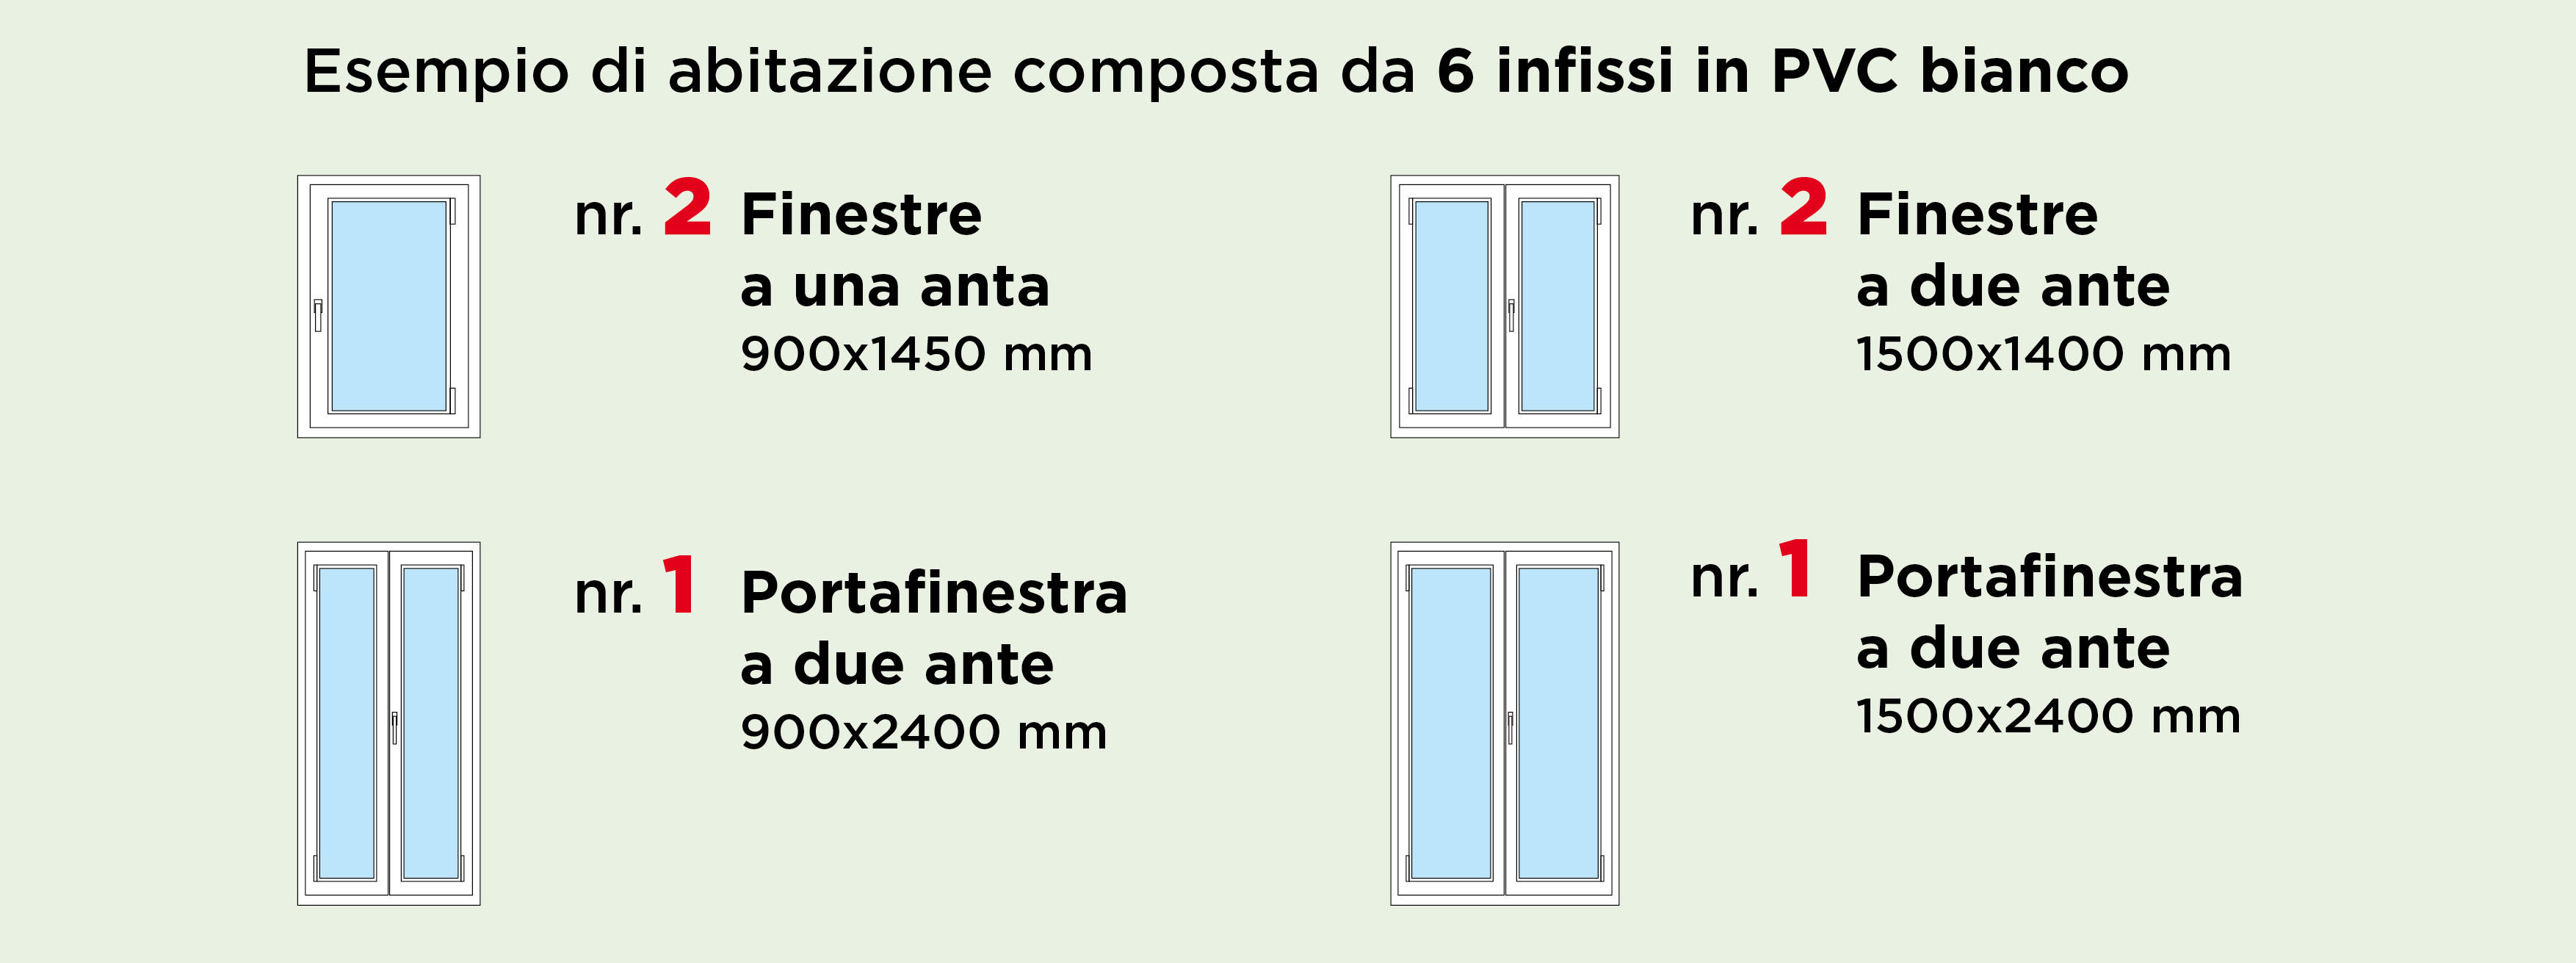 Esempio di abitazione composta da 6 infissi in PVC bianco
nr. 2 Finestre
a una anta
900x1450 mm
nr. 2 Finestre
a due ante
1500x1400 mm
nr. 1 Portafinestra
a due ante
900x2400 mm
nr. 1 Portafinestra
a due ante
1500x2400 mm